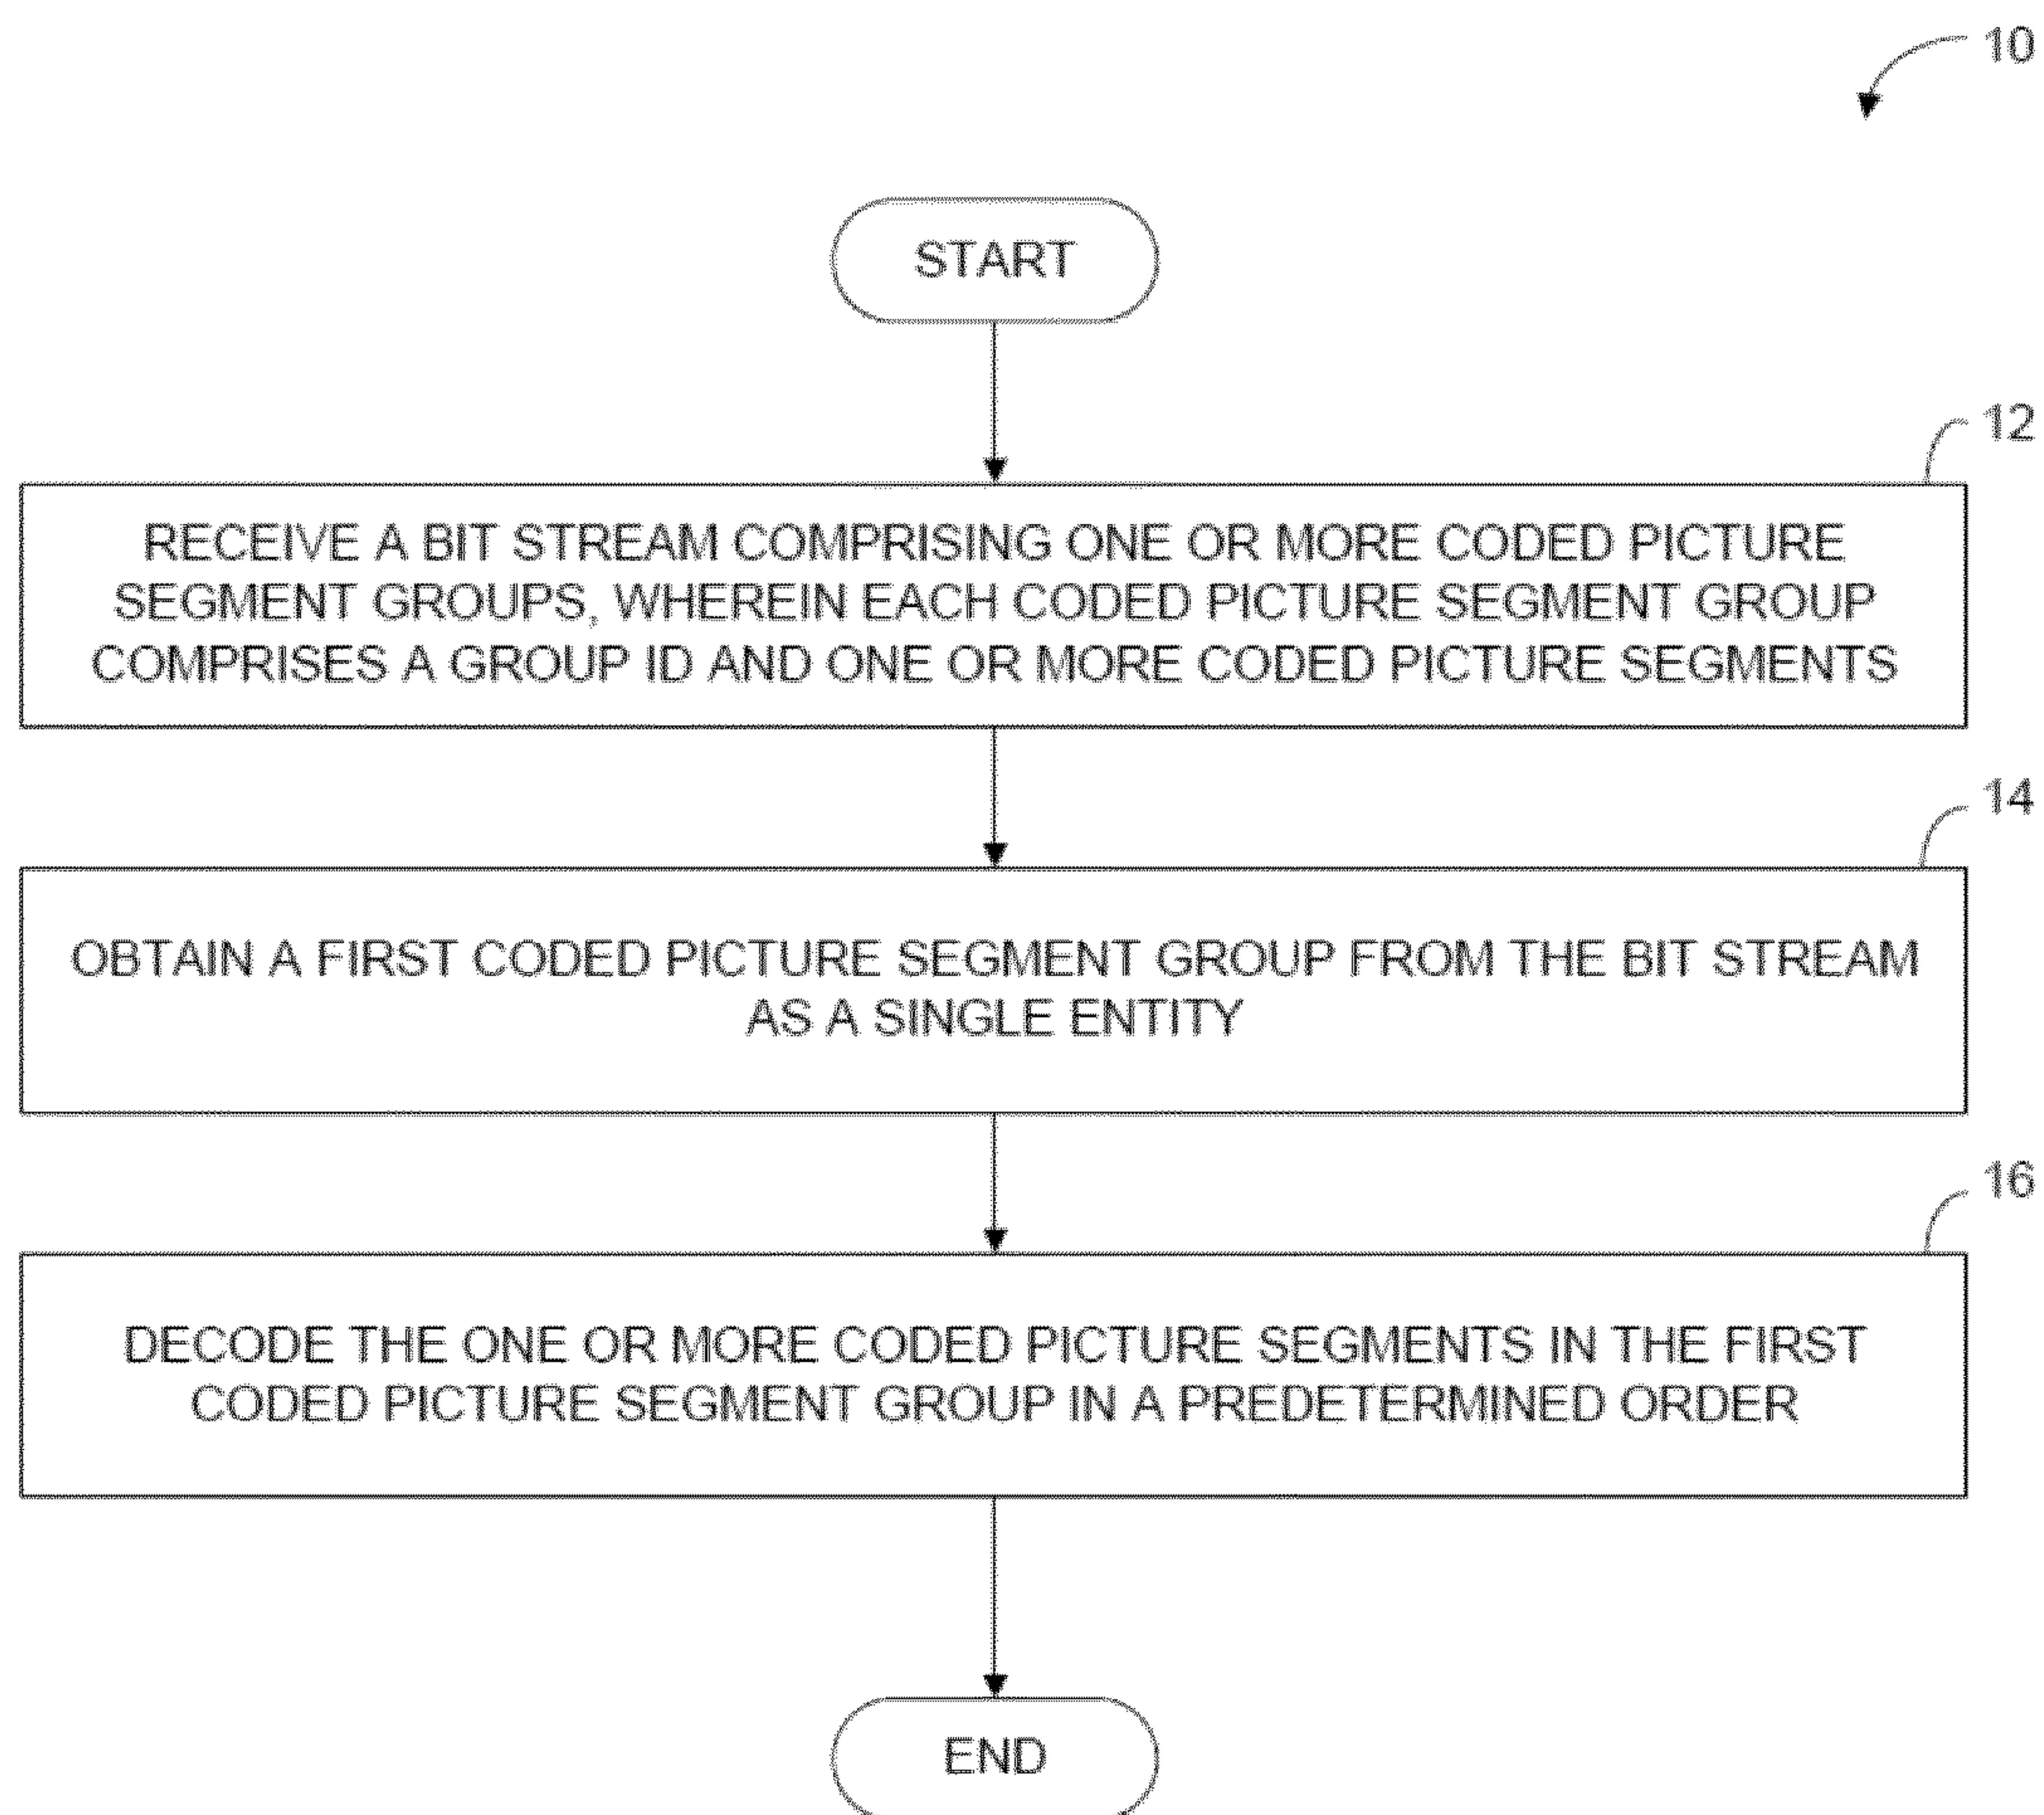 10
START
12
RECEIVE A BIT STREAM COMPRISING ONE OR MORE CODED PICTURE
SEGMENT GROUPS, WHEREIN EACH CODED PICTURE SEGMENT GROUP
COMPRISES A GROUP ID AND ONE OR MORE CODED PICTURE SEGMENTS
14
OBTAIN A FIRST CODED PICTURE SEGMENT GROUP FROM THE BIT STREAM
AS A SINGLE ENTITY
16
DECODE THE ONE OR MORE CODED PICTURE SEGMENTS IN THE FIRST
CODED PICTURE SEGMENT GROUP IN A PREDETERMINED ORDER
END